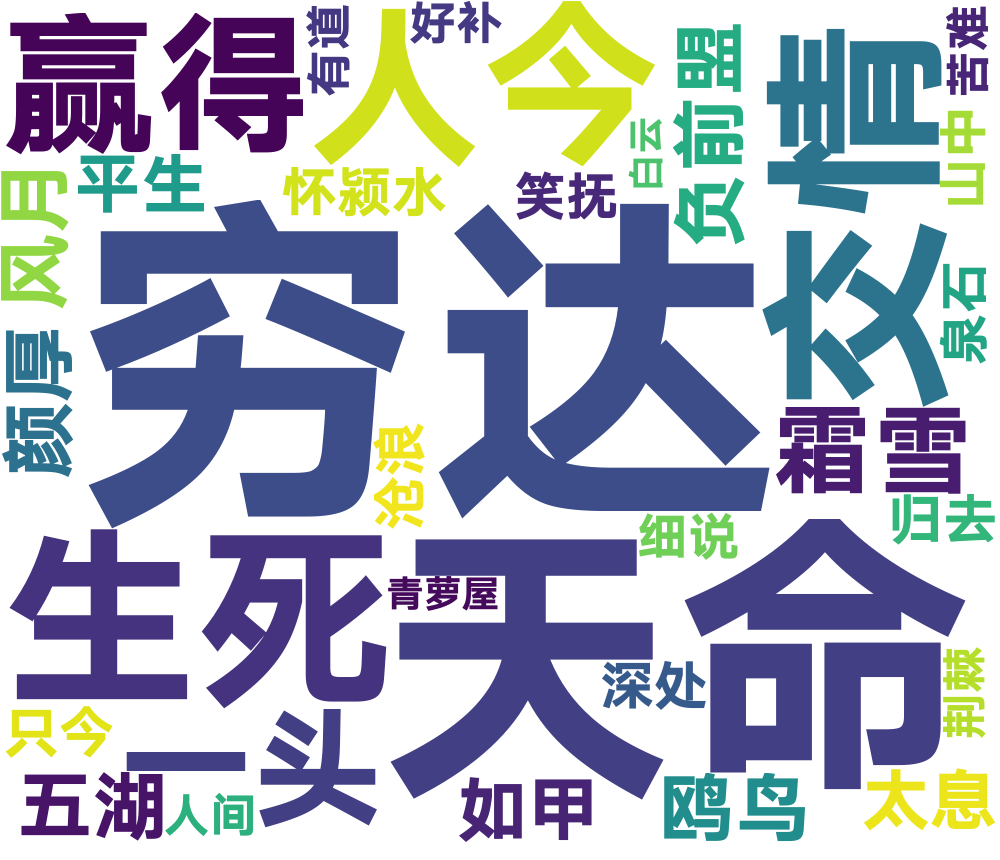 赢得
有道
好补
人今
负前盟
交情
苦难
山中
平生
怀颍水
笑抚
白云
风月
穷达
泉石
颜厚
沧浪
霜雪
归去
细说
生死
天命
青萝屋
深处
荆棘
只今
一头
五湖
人间
如甲
鸥鸟
太息